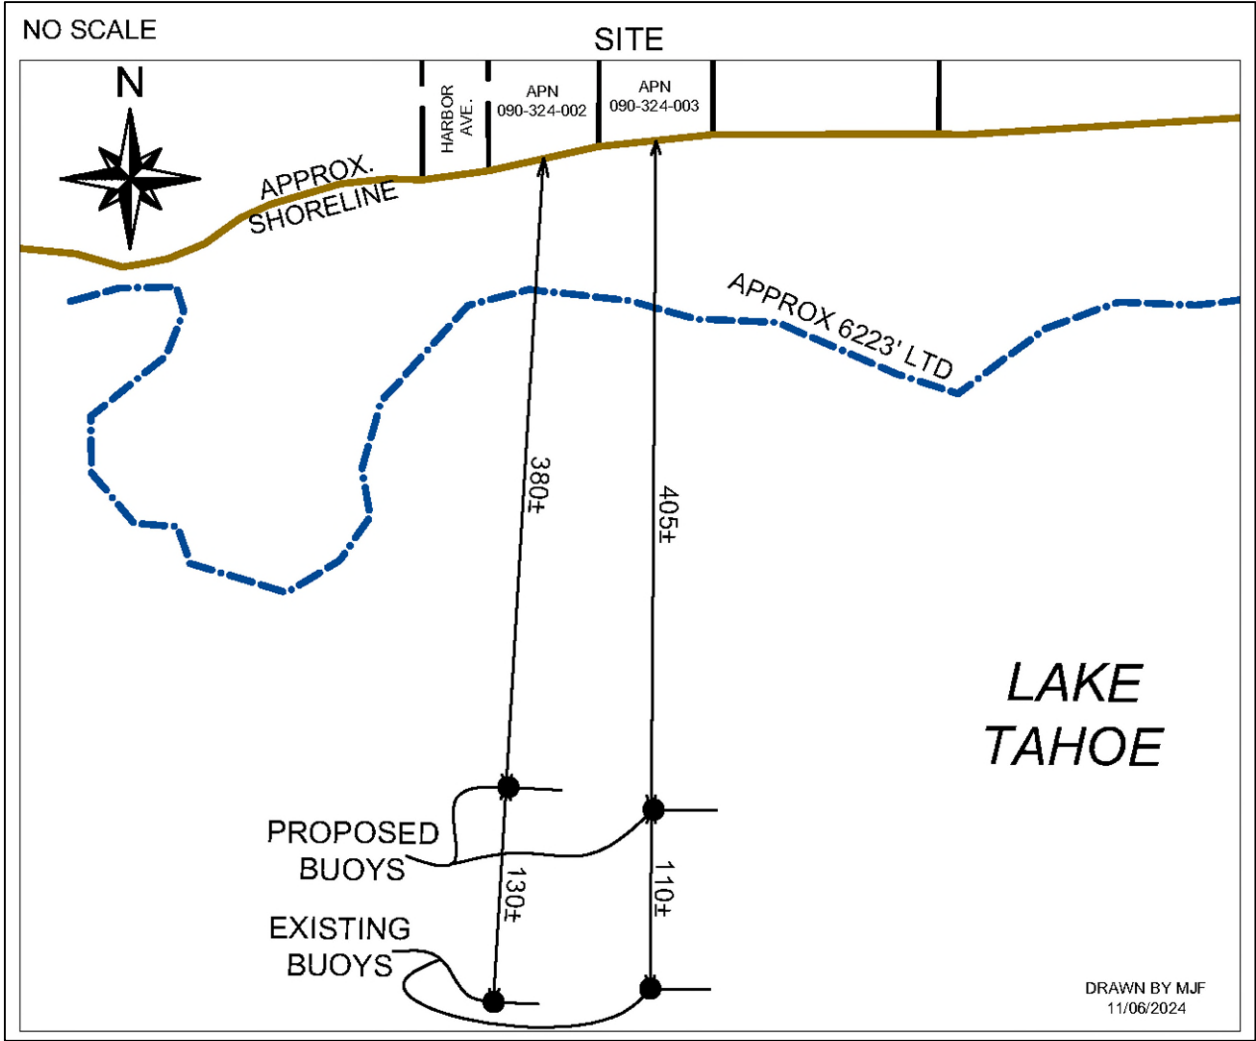 NO SCALE
SITE
N
HARBOR
AVE.
APN
090-324-002
APN
090-324-003
APPROX.
SHORELINE
APPROX 6223' LTD
380±
405±
LAKE
TAHOE
PROPOSED
BUOYS
130±
110±
EXISTING
BUOYS
DRAWN BY MJF
11/06/2024